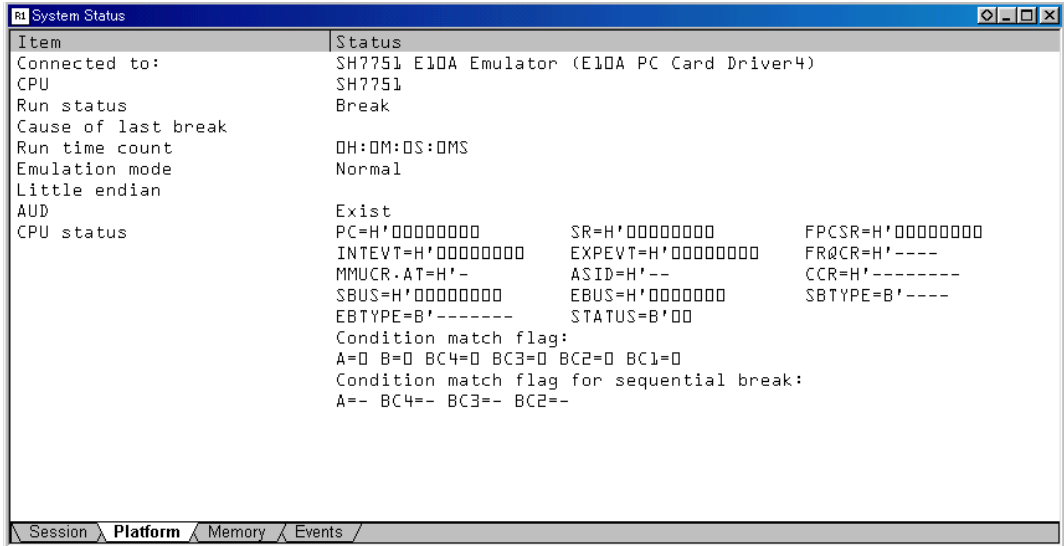 R1 System Status
Item Status
Connected to: SH7751 E10A Emulator (E10A PC Card Driver4)
CPU SH7751
Run status Break
Cause of last break
Run time count 0H:0M:0S:0MS
Emulation mode Normal
Little endian
AUD Exist
CPU status PC=H'00000000 SR=H'00000000 FPCSR=H'00000000
INTEVT=H'00000000 EXPEVT=H'00000000 FRQCR=H'----
MMUCR.AT=H'- ASID=H'-- CCR=H'--------
SBUS=H'00000000 EBUS=H'0000000 SBTYPE=B'----
EBTYPE=B'------- STATUS=B'00
Condition match flag:
A=0 B=0 BC4=0 BC3=0 BC2=0 BC1=0
Condition match flag for sequential break:
A=- BC4=- BC3=- BC2=-
Session Platform Memory Events